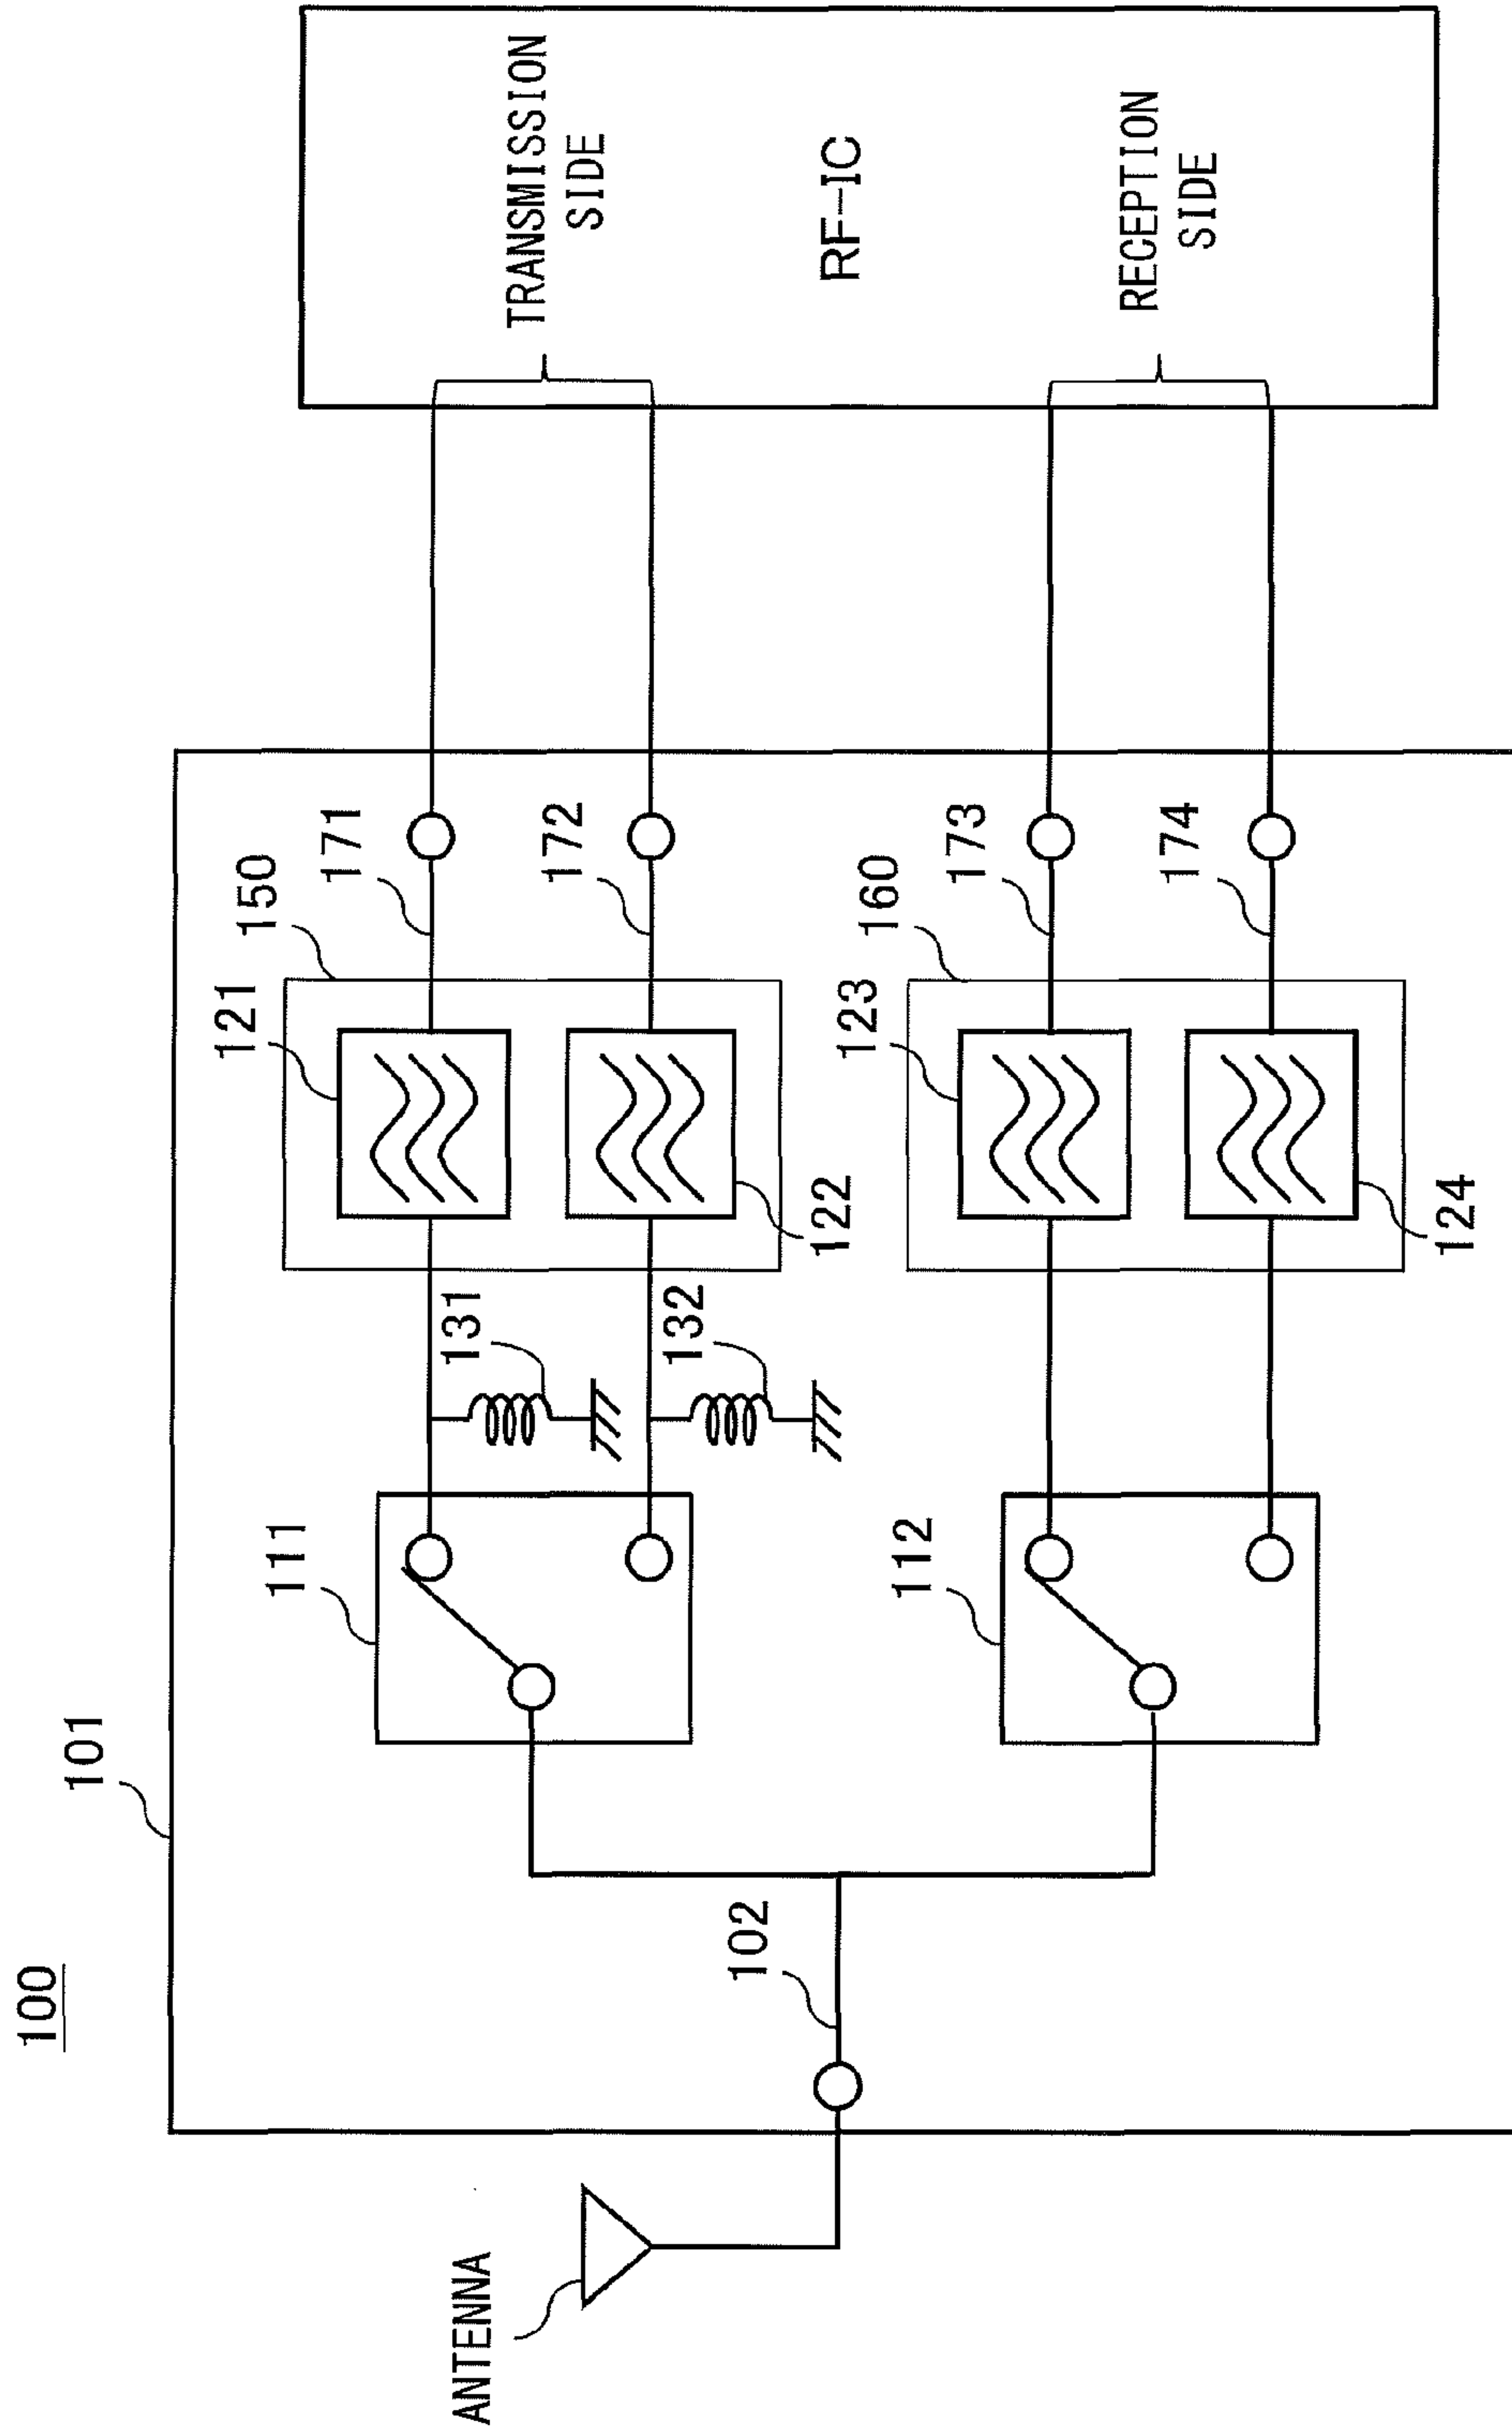 100
101
ANTENNA
102
111
112
131
132
121
122
123
124
150
160
171
172
173
174
TRANSMISSION
SIDE
RF-IC
RECEPTION
SIDE